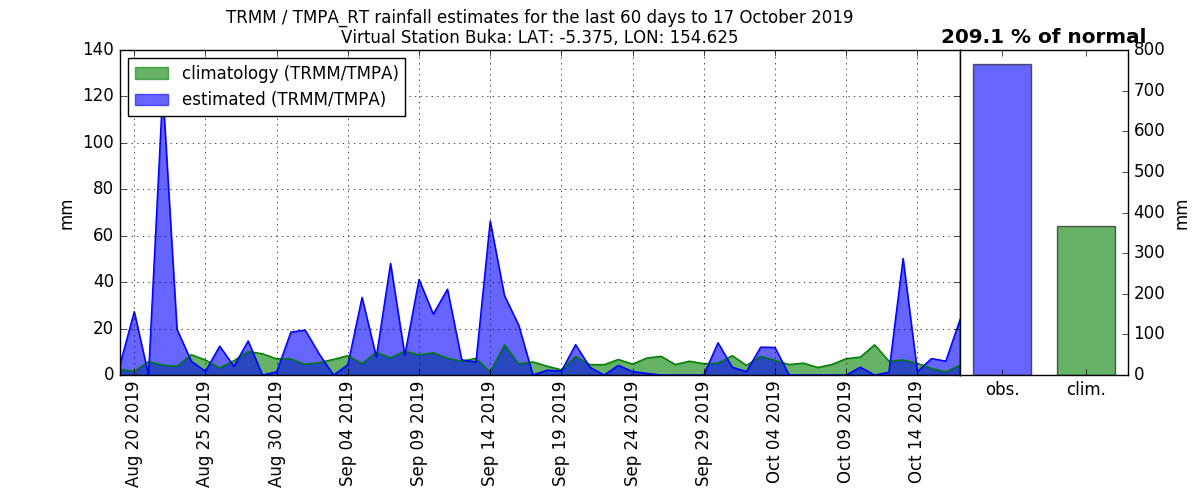 TRMM / TMPA_RT rainfall estimates for the last 60 days to 17 October 2019
Virtual Station Buka: LAT: -5.375, LON: 154.625
209.1 % of normal
climatology (TRMM/TMPA)
estimated (TRMM/TMPA)
mm
140
120
100
80
60
40
20
0
Aug 20 2019
Aug 25 2019
Aug 30 2019
Sep 04 2019
Sep 09 2019
Sep 14 2019
Sep 19 2019
Sep 24 2019
Sep 29 2019
Oct 04 2019
Oct 09 2019
Oct 14 2019
800
700
600
500
400
300
200
100
0
mm
obs.
clim.